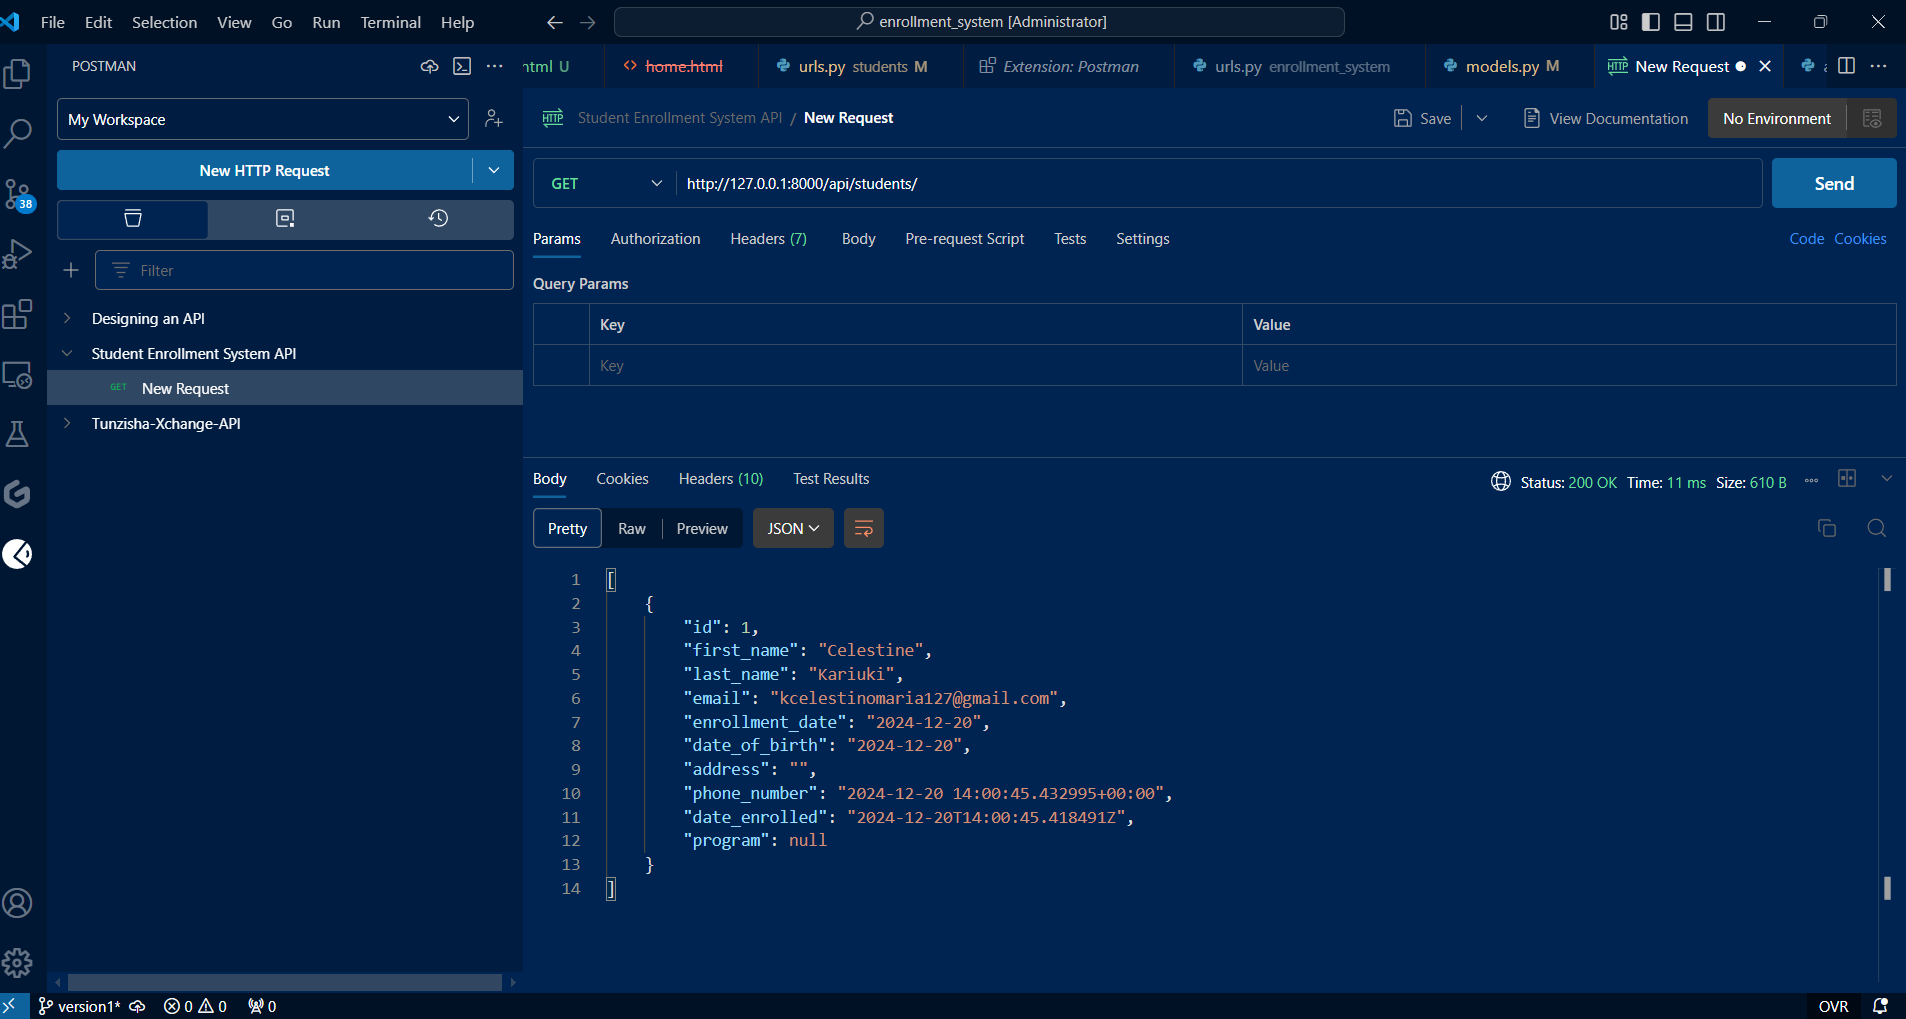 File Edit Selection View Go Run Terminal Help
enrollment_system [Administrator]
POSTMAN
html U
home.html
urls.py students M
Extension: Postman
urls.py enrollment_system
models.py M
New Request
My Workspace
Student Enrollment System API / New Request
Save
View Documentation
No Environment
New HTTP Request
GET http://127.0.0.1:8000/api/students/
Send
38
Params Authorization Headers (7) Body Pre-request Script Tests Settings
Code Cookies
Filter
Query Params
Designing an API
Key Value
Student Enrollment System API
Key Value
GET New Request
Tunzisha-Xchange-API
Body Cookies Headers (10) Test Results
Status: 200 OK Time: 11 ms Size: 610 B
Pretty Raw Preview JSON
1 [
2 {
3 "id": 1,
4 "first_name": "Celestine",
5 "last_name": "Kariuki",
6 "email": "kcelestinomaria127@gmail.com",
7 "enrollment_date": "2024-12-20",
8 "date_of_birth": "2024-12-20",
9 "address": "",
10 "phone_number": "2024-12-20 14:00:45.432995+00:00",
11 "date_enrolled": "2024-12-20T14:00:45.418491Z",
12 "program": null
13 }
14 ]
version1* 0 0 0
OVR